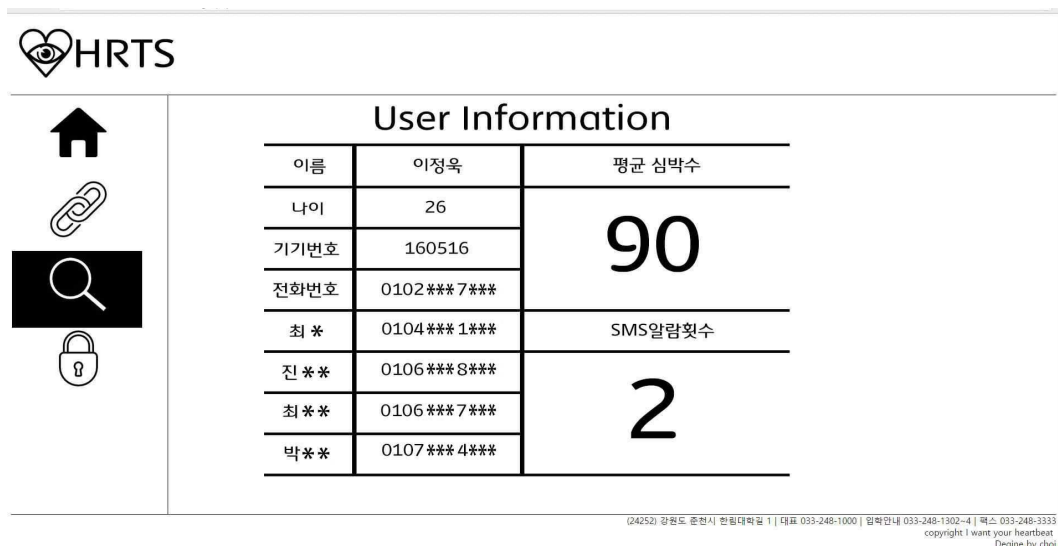 HRTS
User Information
이름 이정욱 평균 심박수
나이 26 90
기기번호 160516
전화번호 0102***7***
최 * 0104***1*** SMS알람횟수
진 ** 0106***8*** 2
최 ** 0106***7***
박** 0107***4***
(24252) 강원도 춘천시 한림대학길 1 | 대표 033-248-1000 | 입학안내 033-248-1302~4 | 팩스 033-248-3333
copyright I want your heartbeat
Degine by choi